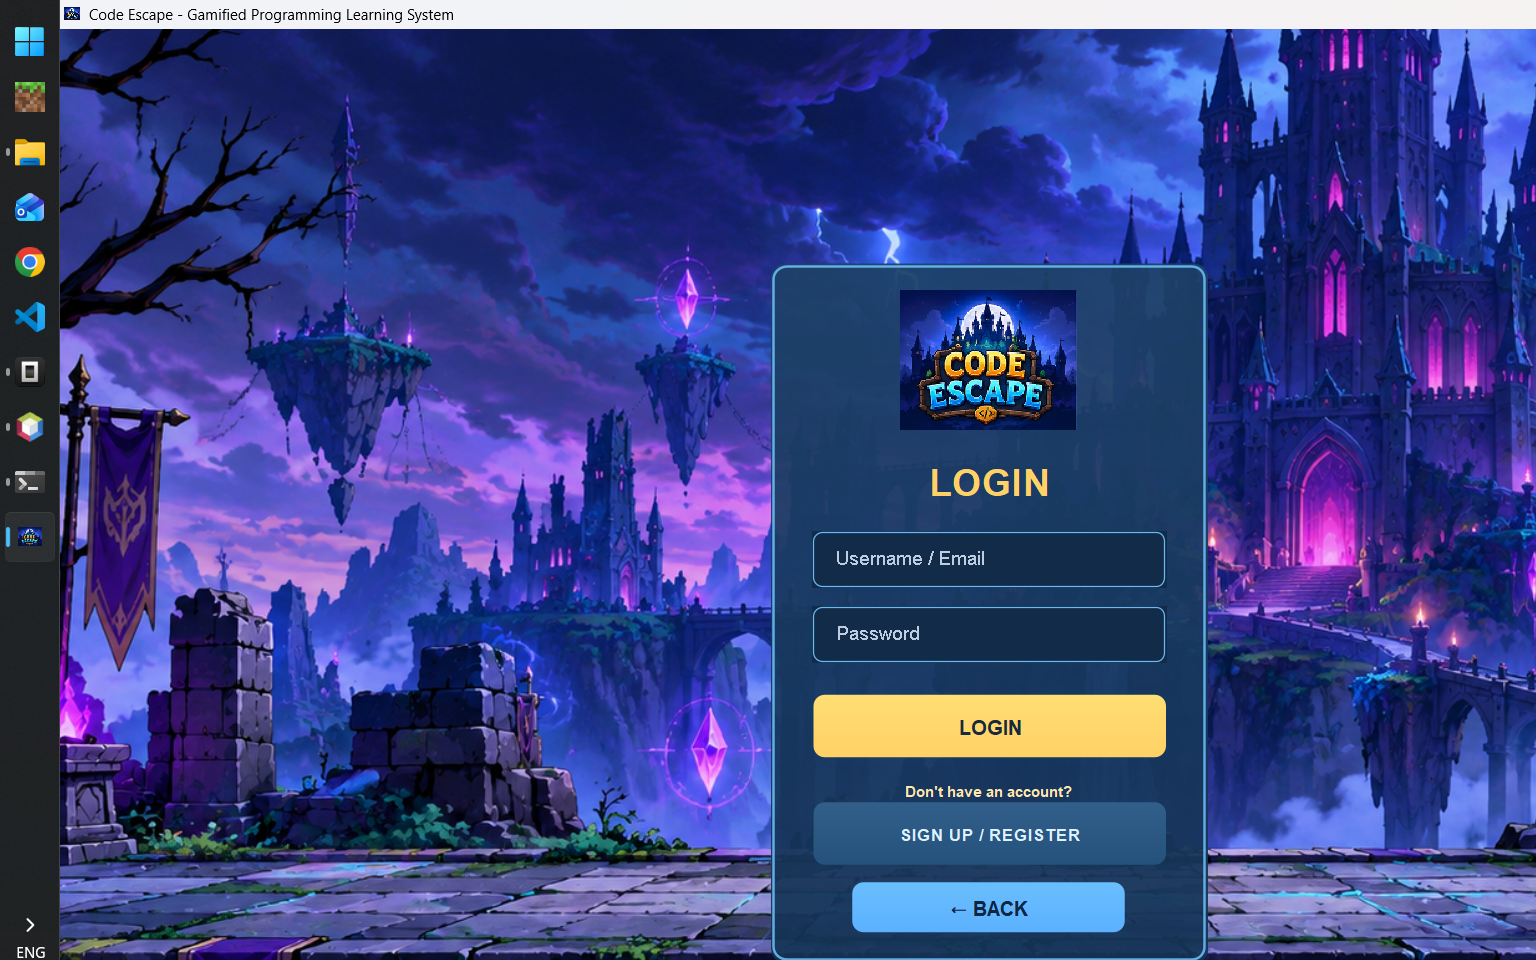 Code Escape - Gamified Programming Learning System
CODE
ESCAPE
</>
LOGIN
Username / Email
Password
LOGIN
Don't have an account?
SIGN UP / REGISTER
← BACK
ENG